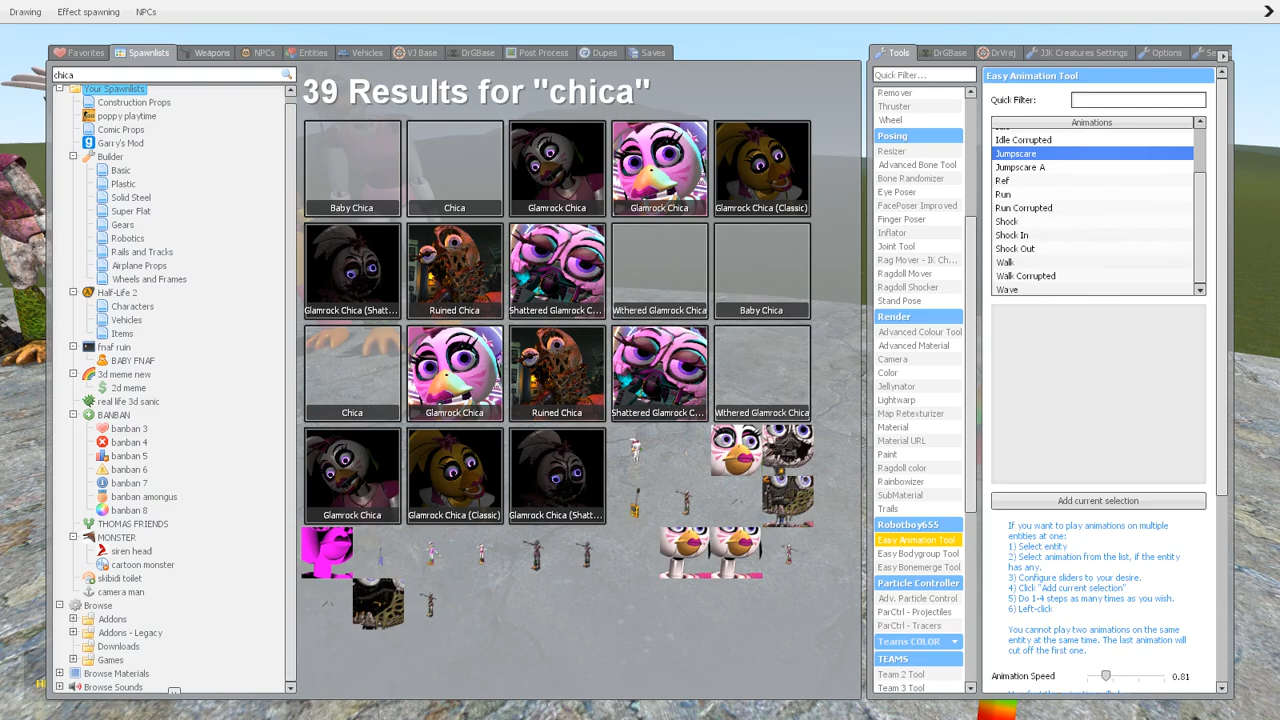 Drawing Effect spawning NPCs
Favorites Spawnlists Weapons NPCs Entities Vehicles VJ Base DrGBase Post Process Dupes Saves
chica
Your Spawnlists
Construction Props
poppy playtime
Comic Props
Garry's Mod
Builder
Basic
Plastic
Solid Steel
Super Flat
Gears
Robotics
Rails and Tracks
Airplane Props
Wheels and Frames
Half-Life 2
Characters
Vehicles
Items
fnaf ruin
BABY FNAF
3d meme new
2d meme
real life 3d sanic
BANBAN
banban 3
banban 4
banban 5
banban 6
banban 7
banban amongus
banban 8
THOMAS FRIENDS
MONSTER
siren head
cartoon monster
skibidi toilet
camera man
Browse
Addons
Addons - Legacy
Downloads
Games
Browse Materials
Browse Sounds
39 Results for "chica"
Baby Chica Chica Glamrock Chica Glamrock Chica Glamrock Chica (Classic)
Glamrock Chica (Shatt... Ruined Chica Shattered Glamrock C... Withered Glamrock Chica Baby Chica
Chica Glamrock Chica Ruined Chica Shattered Glamrock C... Withered Glamrock Chica
Glamrock Chica Glamrock Chica (Classic) Glamrock Chica (Shatt...
Tools DrGBase DrVrej JJk Creatures Settings Options Se
Quick Filter...
Remover
Thruster
Wheel
Posing
Resizer
Advanced Bone Tool
Bone Randomizer
Eye Poser
FacePoser Improved
Finger Poser
Inflator
Joint Tool
Rag Mover - IK Ch...
Ragdoll Mover
Ragdoll Shocker
Stand Pose
Render
Advanced Colour Tool
Advanced Material
Camera
Color
Jellynator
Lightwarp
Map Retexturizer
Material
Material URL
Paint
Ragdoll color
Rainbowizer
SubMaterial
Trails
Robotboy655
Easy Animation Tool
Easy Bodygroup Tool
Easy Bonemerge Tool
Particle Controller
Adv. Particle Control
ParCtrl - Projectiles
ParCtrl - Tracers
Teams COLOR
TEAMS
Team 2 Tool
Team 3 Tool
Easy Animation Tool
Quick Filter:
Animations
Idle Corrupted
Jumpscare
Jumpscare A
Ref
Run
Run Corrupted
Shock
Shock In
Shock Out
Walk
Walk Corrupted
Wave
Add current selection
If you want to play animations on multiple
entities at one:
1) Select entity
2) Select animation from the list, if the entity
has any.
3) Configure sliders to your desire.
4) Click "Add current selection"
5) Do 1-4 steps as many times as you wish.
6) Left-click
You cannot play two animations on the same
entity at the same time. The last animation will
cut off the first one.
Animation Speed 0.81